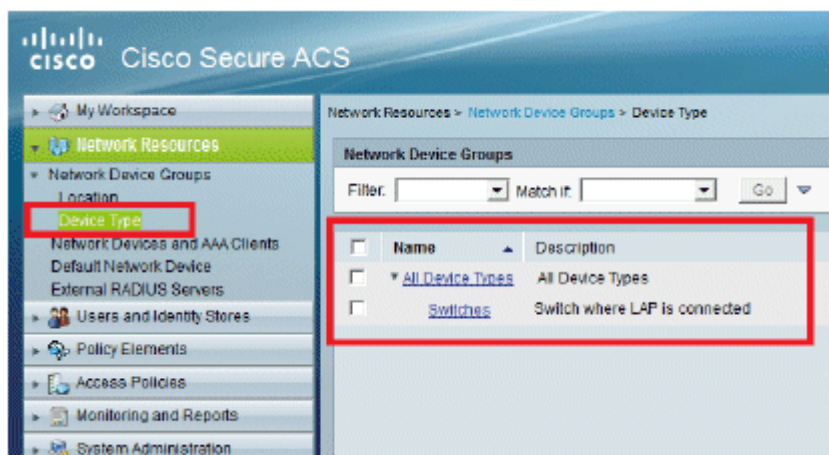 CISCO Cisco Secure ACS
My Workspace
Network Resources
Network Device Groups
Location
Device Type
Network Devices and AAA Clients
Default Network Device
External RADIUS Servers
Users and Identity Stores
Policy Elements
Access Policies
Monitoring and Reports
System Administration
Network Resources > Network Device Groups > Device Type
Network Device Groups
Filter: Match if: Go
Name Description
All Device Types All Device Types
Switches Switch where LAP is connected